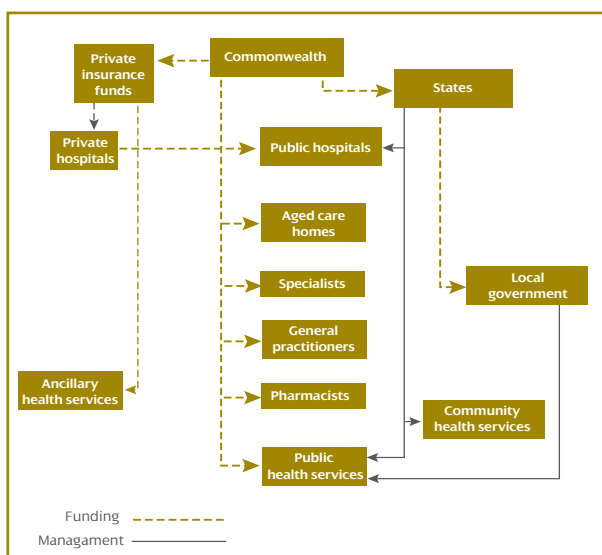 Private
insurance
funds
Commonwealth
States
Private
hospitals
Public hospitals
Aged care
homes
Specialists
Local
government
General
practitioners
Ancillary
health services
Pharmacists
Community
health services
Public
health services
Funding
Managament